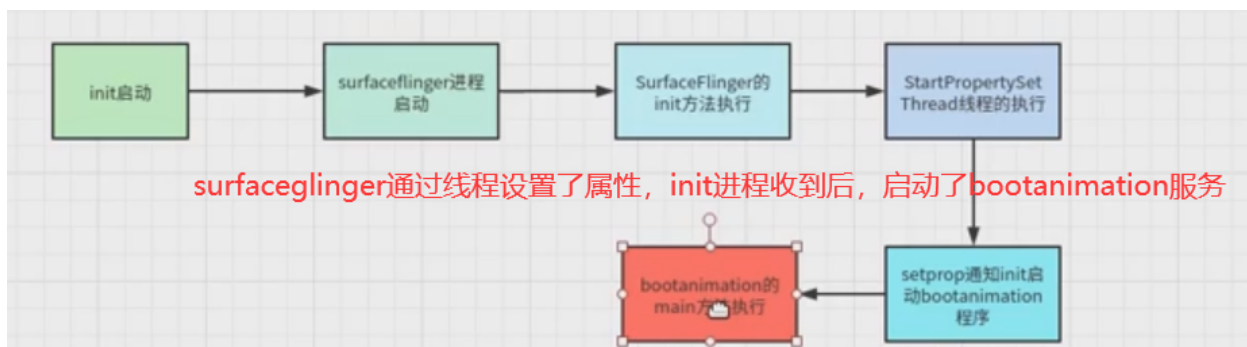 init启动
surfaceflinger进程
启动
SurfaceFlinger的
init方法执行
StartPropertySet
Thread线程的执行
surfaceglinger通过线程设置了属性，init进程收到后，启动了bootanimation服务
bootanimation的
main方法执行
setprop通知init启
动bootanimation
程序